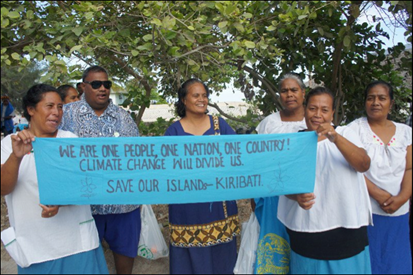 WE ARE ONE PEOPLE, ONE NATION, ONE COUNTRY!
CLIMATE CHANGE WILL DIVIDE US.
SAVE OUR ISLANDS-KIRIBATI.